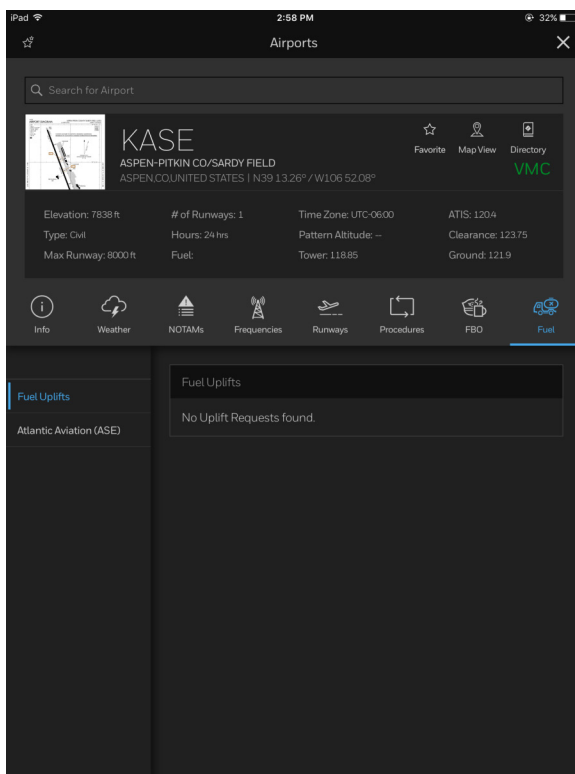 iPad 2:58 PM 32%
Airports
Search for Airport
KASE
ASPEN-PITKIN CO/SARDY FIELD
ASPEN,CO,UNITED STATES | N39 13.26° / W106 52.08°
Favorite Map View Directory
VMC
Elevation: 7838 ft # of Runways: 1 Time Zone: UTC-06:00 ATIS: 120.4
Type: Civil Hours: 24 hrs Pattern Altitude: -- Clearance: 123.75
Max Runway: 8000 ft Fuel: Tower: 118.85 Ground: 121.9
Info Weather NOTAMs Frequencies Runways Procedures FBO Fuel
Fuel Uplifts
Atlantic Aviation (ASE)
Fuel Uplifts
No Uplift Requests found.